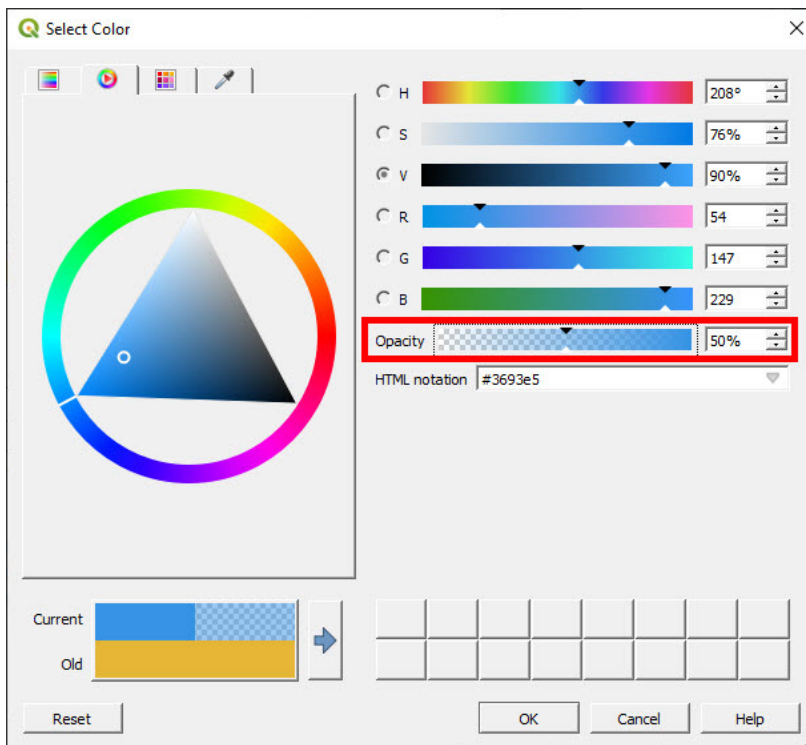 Select Color
H 208°
S 76%
V 90%
R 54
G 147
B 229
Opacity 50%
HTML notation #3693e5
Current
Old
Reset OK Cancel Help